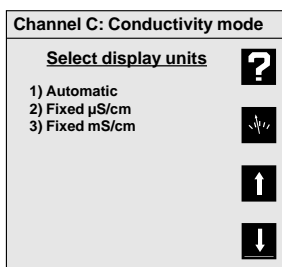 Channel C: Conductivity mode
Select display units
1) Automatic
2) Fixed µS/cm
3) Fixed mS/cm
?